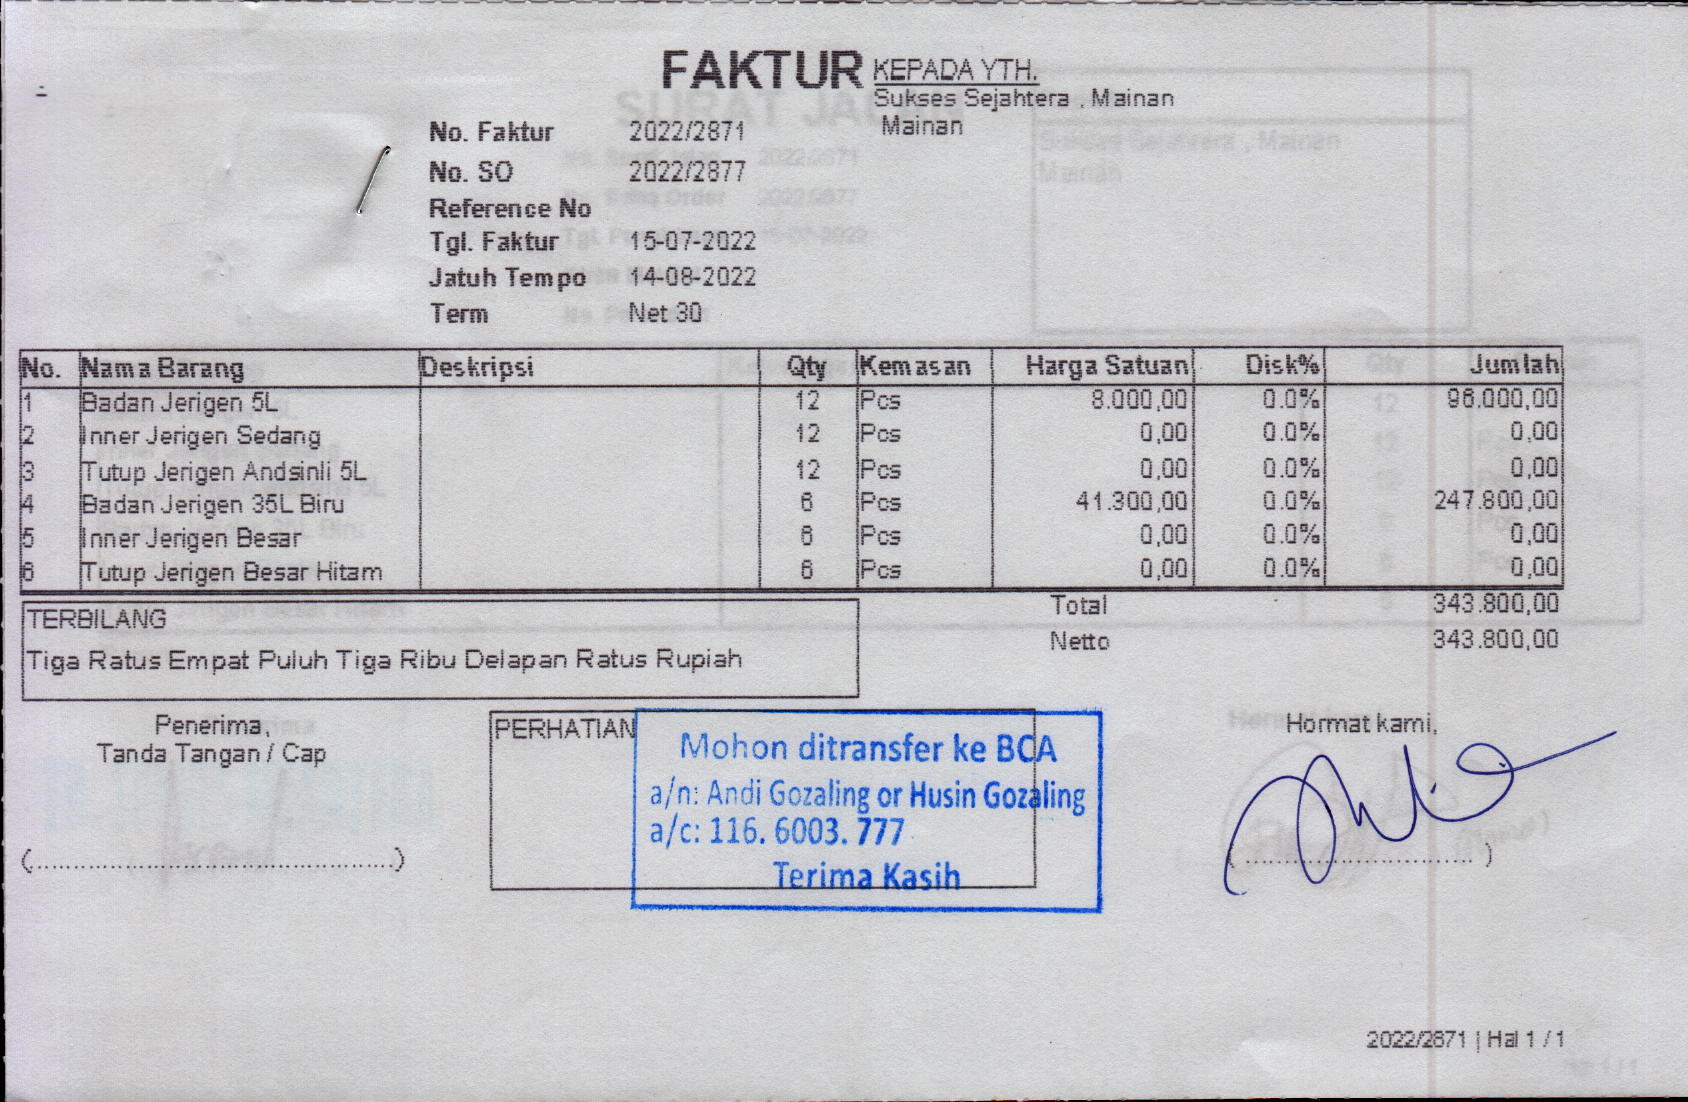 FAKTUR
KEPADA YTH.
Sukses Sejahtera , Mainan
Mainan
No. Faktur 2022/2871
No. SO 2022/2877
Reference No
Tgl. Faktur 15-07-2022
Jatuh Tempo 14-08-2022
Term Net 30
No. Nama Barang Deskripsi Qty Kemasan Harga Satuan Disk% Jumlah
1 Badan Jerigen 5L 12 Pcs 8.000,00 0.0% 96.000,00
2 Inner Jerigen Sedang 12 Pcs 0,00 0.0% 0,00
3 Tutup Jerigen Andsinli 5L 12 Pcs 0,00 0.0% 0,00
4 Badan Jerigen 35L Biru 6 Pcs 41.300,00 0.0% 247.800,00
5 Inner Jerigen Besar 6 Pcs 0,00 0.0% 0,00
6 Tutup Jerigen Besar Hitam 6 Pcs 0,00 0.0% 0,00
Total 343.800,00
Netto 343.800,00
TERBILANG
Tiga Ratus Empat Puluh Tiga Ribu Delapan Ratus Rupiah
Penerima,
Tanda Tangan / Cap
(................................................)
PERHATIAN
Mohon ditransfer ke BCA
a/n: Andi Gozaling or Husin Gozaling
a/c: 116. 6003. 777
Terima Kasih
Hormat kami,
(..............................)
2022/2871 | Hal 1 / 1